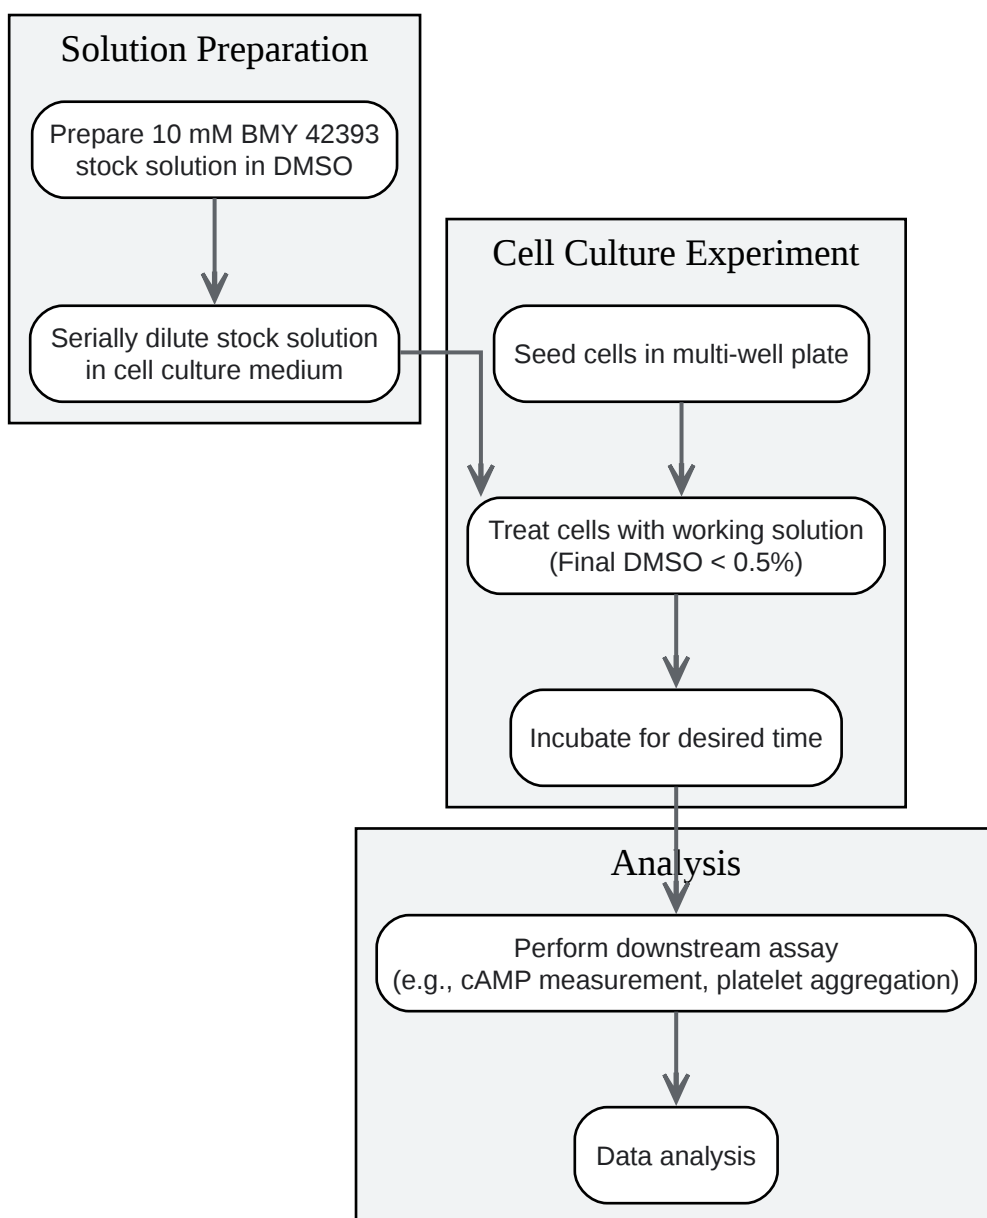 Solution Preparation
Prepare 10 mM BMY 42393
stock solution in DMSO
Serially dilute stock solution
in cell culture medium
Cell Culture Experiment
Seed cells in multi-well plate
Treat cells with working solution
(Final DMSO < 0.5%)
Incubate for desired time
Analysis
Perform downstream assay
(e.g., cAMP measurement, platelet aggregation)
Data analysis